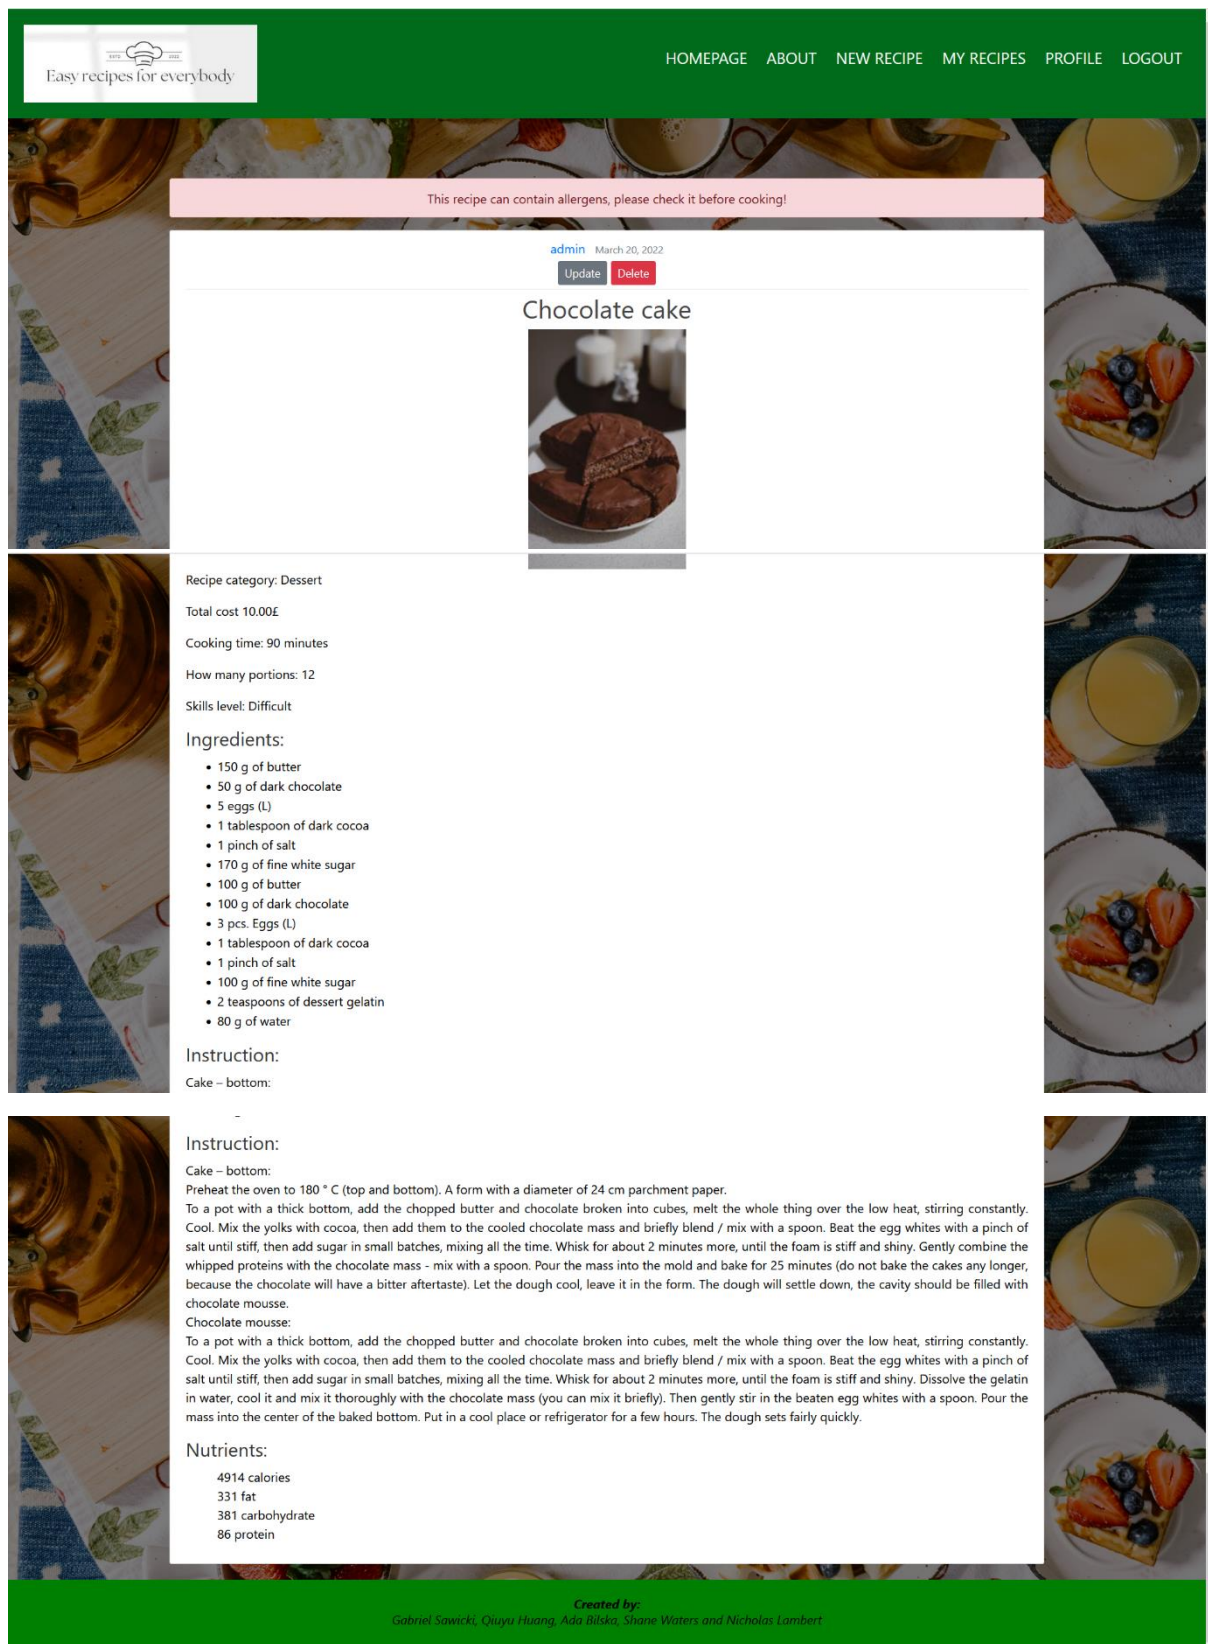 ESTD 2022
Easy recipes for everybody
HOMEPAGE ABOUT NEW RECIPE MY RECIPES PROFILE LOGOUT
This recipe can contain allergens, please check it before cooking!
admin March 20, 2022
Update Delete
Chocolate cake
Recipe category: Dessert
Total cost 10.00£
Cooking time: 90 minutes
How many portions: 12
Skills level: Difficult
Ingredients:
• 150 g of butter
• 50 g of dark chocolate
• 5 eggs (L)
• 1 tablespoon of dark cocoa
• 1 pinch of salt
• 170 g of fine white sugar
• 100 g of butter
• 100 g of dark chocolate
• 3 pcs. Eggs (L)
• 1 tablespoon of dark cocoa
• 1 pinch of salt
• 100 g of fine white sugar
• 2 teaspoons of dessert gelatin
• 80 g of water
Instruction:
Cake – bottom:
Instruction:
Cake – bottom:
Preheat the oven to 180 ° C (top and bottom). A form with a diameter of 24 cm parchment paper.
To a pot with a thick bottom, add the chopped butter and chocolate broken into cubes, melt the whole thing over the low heat, stirring constantly.
Cool. Mix the yolks with cocoa, then add them to the cooled chocolate mass and briefly blend / mix with a spoon. Beat the egg whites with a pinch of
salt until stiff, then add sugar in small batches, mixing all the time. Whisk for about 2 minutes more, until the foam is stiff and shiny. Gently combine the
whipped proteins with the chocolate mass - mix with a spoon. Pour the mass into the mold and bake for 25 minutes (do not bake the cakes any longer,
because the chocolate will have a bitter aftertaste). Let the dough cool, leave it in the form. The dough will settle down, the cavity should be filled with
chocolate mousse.
Chocolate mousse:
To a pot with a thick bottom, add the chopped butter and chocolate broken into cubes, melt the whole thing over the low heat, stirring constantly.
Cool. Mix the yolks with cocoa, then add them to the cooled chocolate mass and briefly blend / mix with a spoon. Beat the egg whites with a pinch of
salt until stiff, then add sugar in small batches, mixing all the time. Whisk for about 2 minutes more, until the foam is stiff and shiny. Dissolve the gelatin
in water, cool it and mix it thoroughly with the chocolate mass (you can mix it briefly). Then gently stir in the beaten egg whites with a spoon. Pour the
mass into the center of the baked bottom. Put in a cool place or refrigerator for a few hours. The dough sets fairly quickly.
Nutrients:
4914 calories
331 fat
381 carbohydrate
86 protein
Created by:
Gabriel Sawicki, Qiuyu Huang, Ada Bilska, Shane Waters and Nicholas Lambert